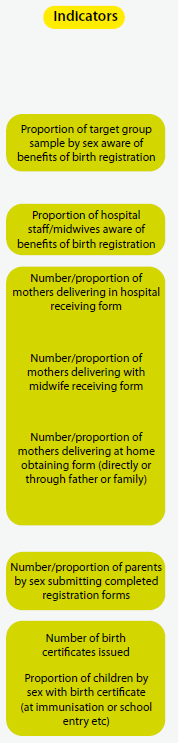 Indicators
Proportion of target group
sample by sex aware of
benefits of birth registration
Proportion of hospital
staff/midwives aware of
benefits of birth registration
Number/proportion of
mothers delivering in hospital
receiving form
Number/proportion of
mothers delivering with
midwife receiving form
Number/proportion of
mothers delivering at home
obtaining form (directly or
through father or family)
Number/proportion of parents
by sex submitting completed
registration forms
Number of birth
certificates issued
Proportion of children by
sex with birth certificate
(at immunisation or school
entry etc)